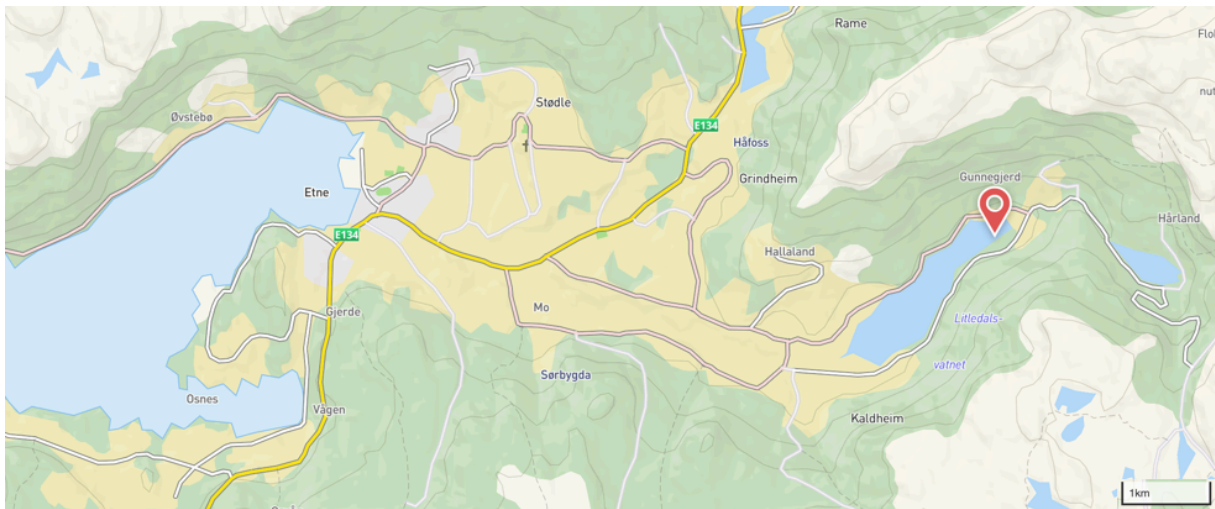 Rame
Flo
nut
Øvstebø
Stødle
E134
Håfoss
Grindheim
Gunnegjerd
Etne
Hårland
E134
Hallaland
Gjerde
Mo
Litledals-
vatnet
Sørbygda
Osnes
Vågen
Kaldheim
1km